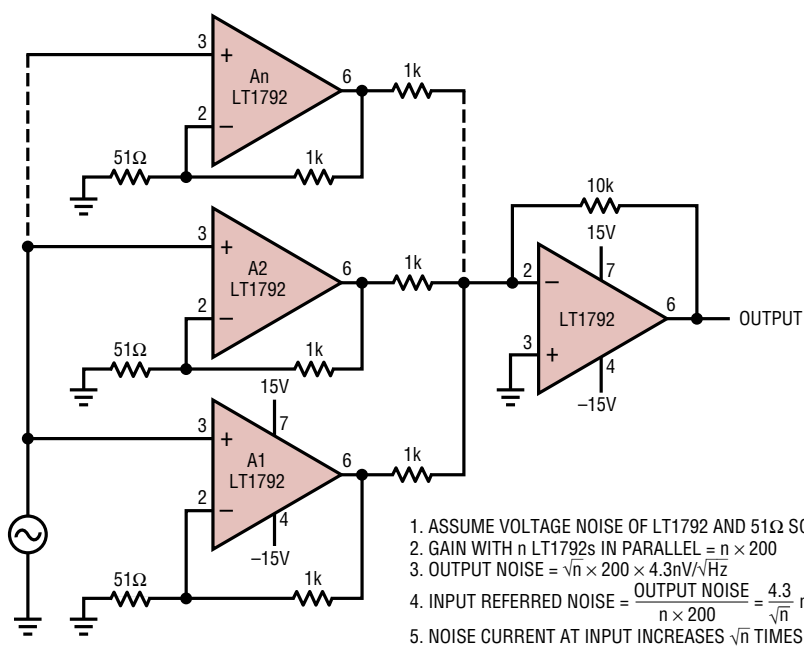 3
+
An
LT1792
6
1k
2
–
51Ω
1k
3
+
A2
LT1792
6
1k
2
–
51Ω
1k
10k
15V
7
2
–
LT1792
6
OUTPUT
3
+
4
–15V
15V
7
3
+
A1
LT1792
6
1k
2
–
4
–15V
51Ω
1k
1. ASSUME VOLTAGE NOISE OF LT1792 AND 51Ω
2. GAIN WITH n LT1792s IN PARALLEL = n × 200
3. OUTPUT NOISE = √n × 200 × 4.3nV/√Hz
4. INPUT REFERRED NOISE = OUTPUT NOISE / n × 200 = 4.3 / √n
5. NOISE CURRENT AT INPUT INCREASES √n TIMES